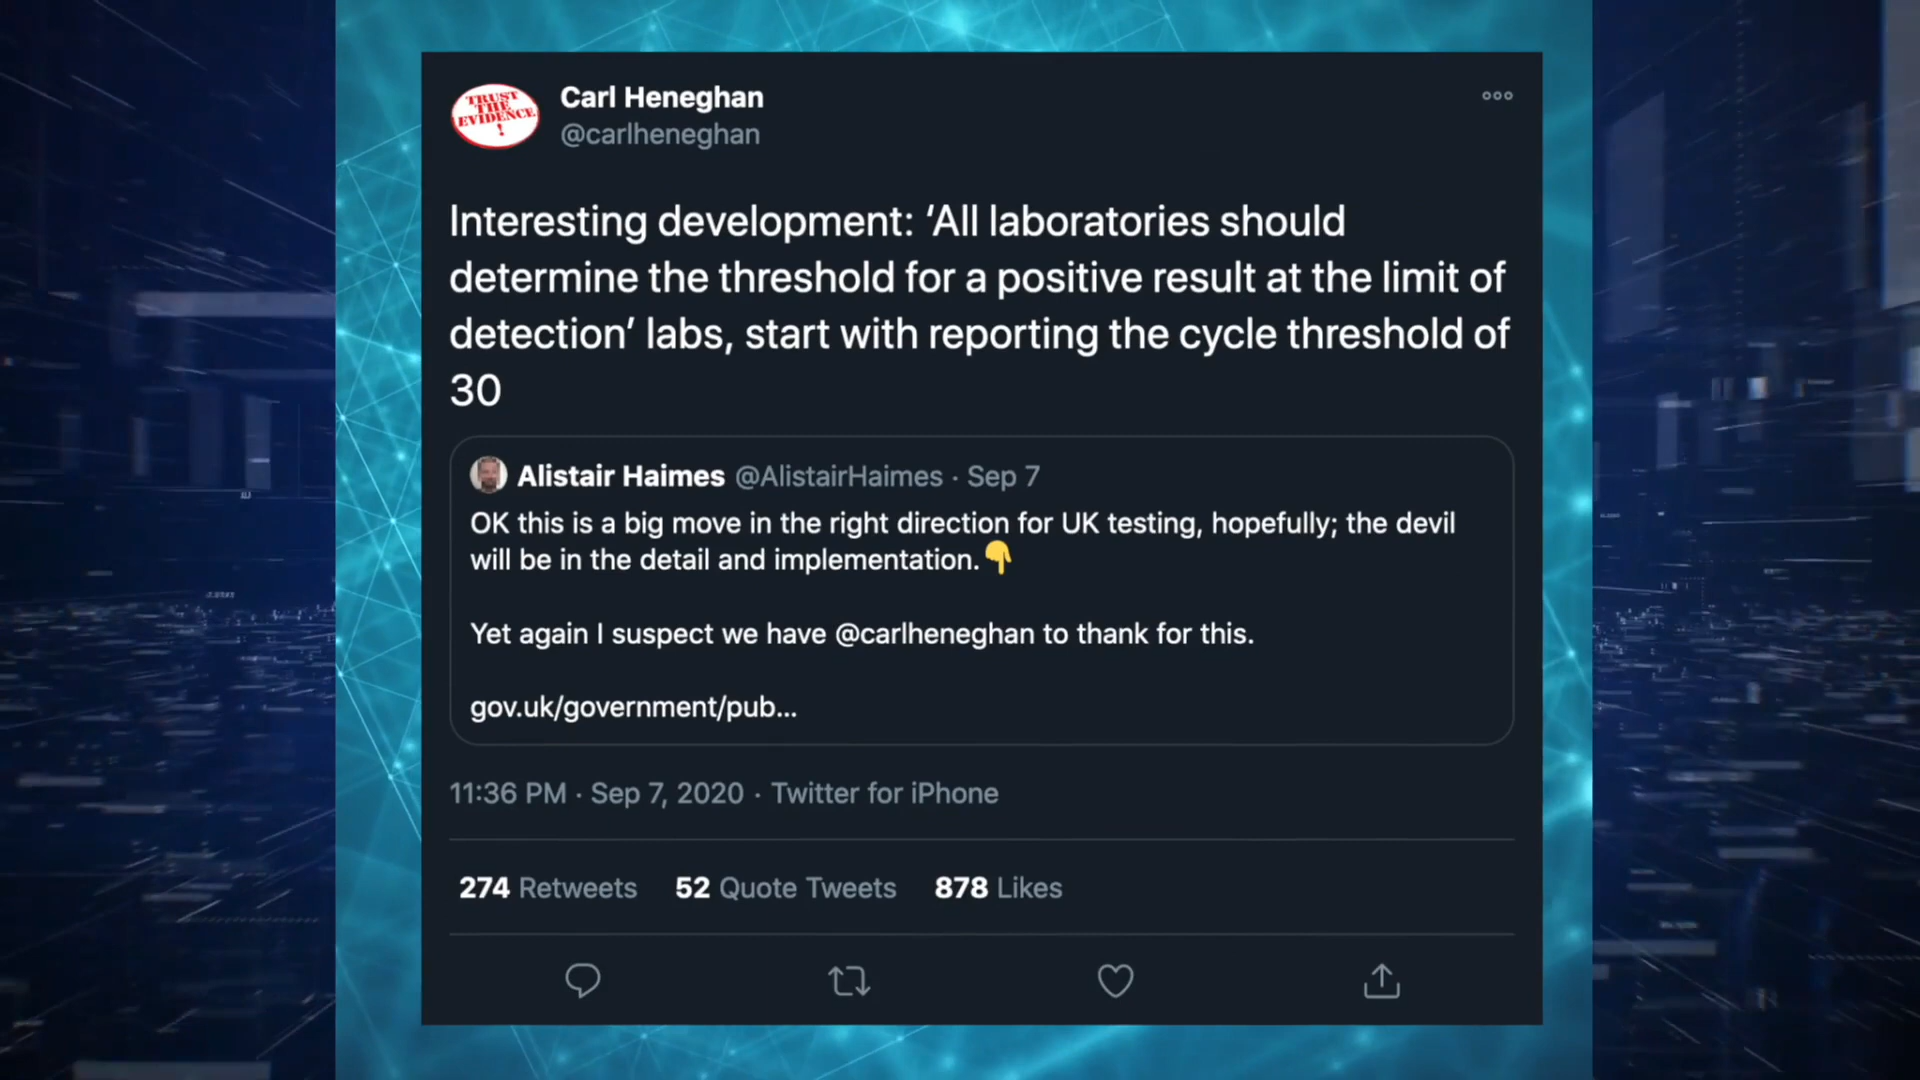 TRUST
THE
EVIDENCE
!
Carl Heneghan
@carlheneghan
Interesting development: ‘All laboratories should
determine the threshold for a positive result at the limit of
detection’ labs, start with reporting the cycle threshold of
30
Alistair Haimes @AlistairHaimes · Sep 7
OK this is a big move in the right direction for UK testing, hopefully; the devil
will be in the detail and implementation.👇
Yet again I suspect we have @carlheneghan to thank for this.
gov.uk/government/pub...
11:36 PM · Sep 7, 2020 · Twitter for iPhone
274 Retweets 52 Quote Tweets 878 Likes